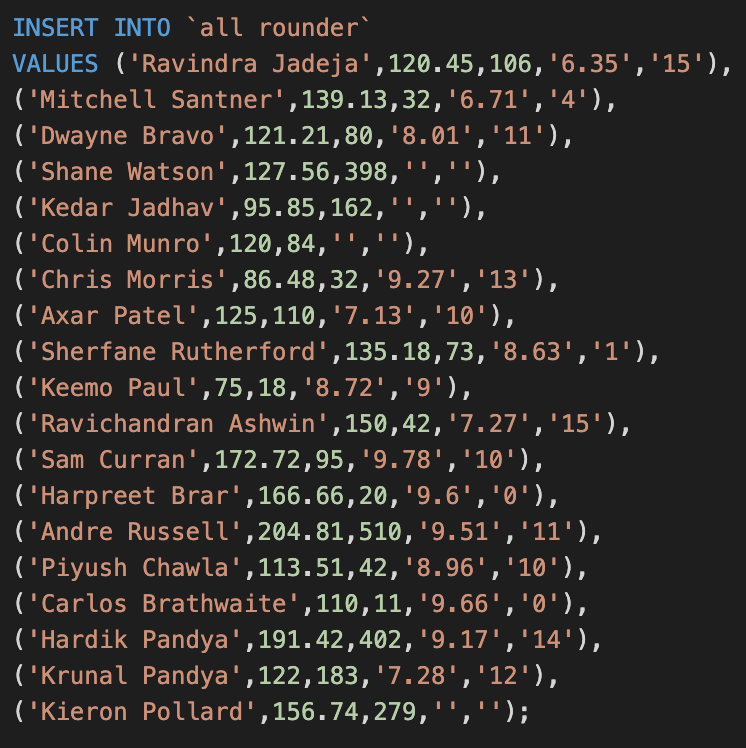 INSERT INTO `all rounder`
VALUES ('Ravindra Jadeja',120.45,106,'6.35','15'),
('Mitchell Santner',139.13,32,'6.71','4'),
('Dwayne Bravo',121.21,80,'8.01','11'),
('Shane Watson',127.56,398,'',''),
('Kedar Jadhav',95.85,162,'',''),
('Colin Munro',120,84,'',''),
('Chris Morris',86.48,32,'9.27','13'),
('Axar Patel',125,110,'7.13','10'),
('Sherfane Rutherford',135.18,73,'8.63','1'),
('Keemo Paul',75,18,'8.72','9'),
('Ravichandran Ashwin',150,42,'7.27','15'),
('Sam Curran',172.72,95,'9.78','10'),
('Harpreet Brar',166.66,20,'9.6','0'),
('Andre Russell',204.81,510,'9.51','11'),
('Piyush Chawla',113.51,42,'8.96','10'),
('Carlos Brathwaite',110,11,'9.66','0'),
('Hardik Pandya',191.42,402,'9.17','14'),
('Krunal Pandya',122,183,'7.28','12'),
('Kieron Pollard',156.74,279,'','');